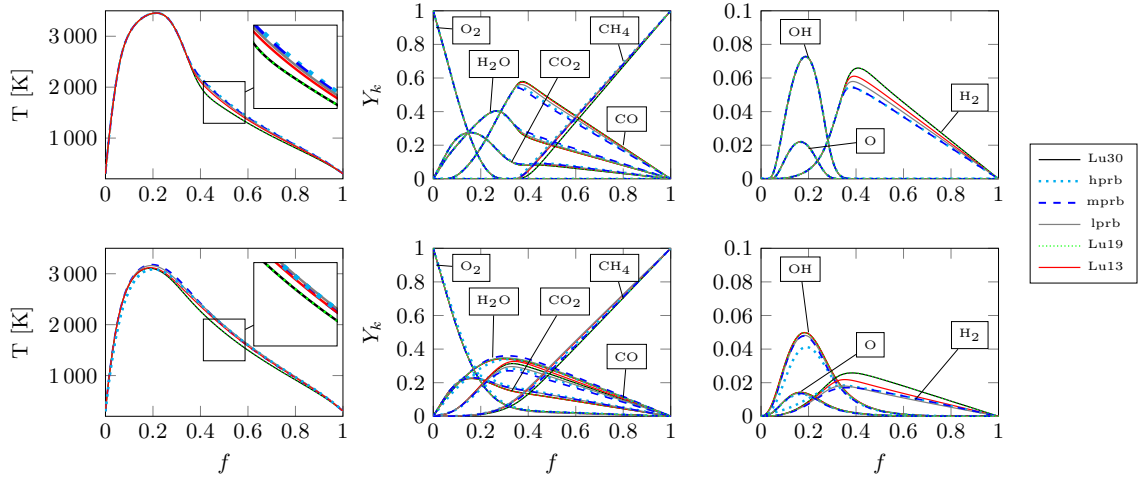 T [K]
3 000
2 000
1 000
0 0.2 0.4 0.6 0.8 1
Y_k
1
0.8
0.6
0.4
0.2
0
O₂
H₂O
CO₂
CH₄
CO
0 0.2 0.4 0.6 0.8 1
0.1
0.08
0.06
0.04
0.02
0
OH
O
H₂
0 0.2 0.4 0.6 0.8 1
Lu30
hprb
mprb
lprb
Lu19
Lu13
T [K]
3 000
2 000
1 000
0 0.2 0.4 0.6 0.8 1
f
Y_k
1
0.8
0.6
0.4
0.2
0
O₂
H₂O
CO₂
CH₄
CO
0 0.2 0.4 0.6 0.8 1
f
0.1
0.08
0.06
0.04
0.02
0
OH
O
H₂
0 0.2 0.4 0.6 0.8 1
f